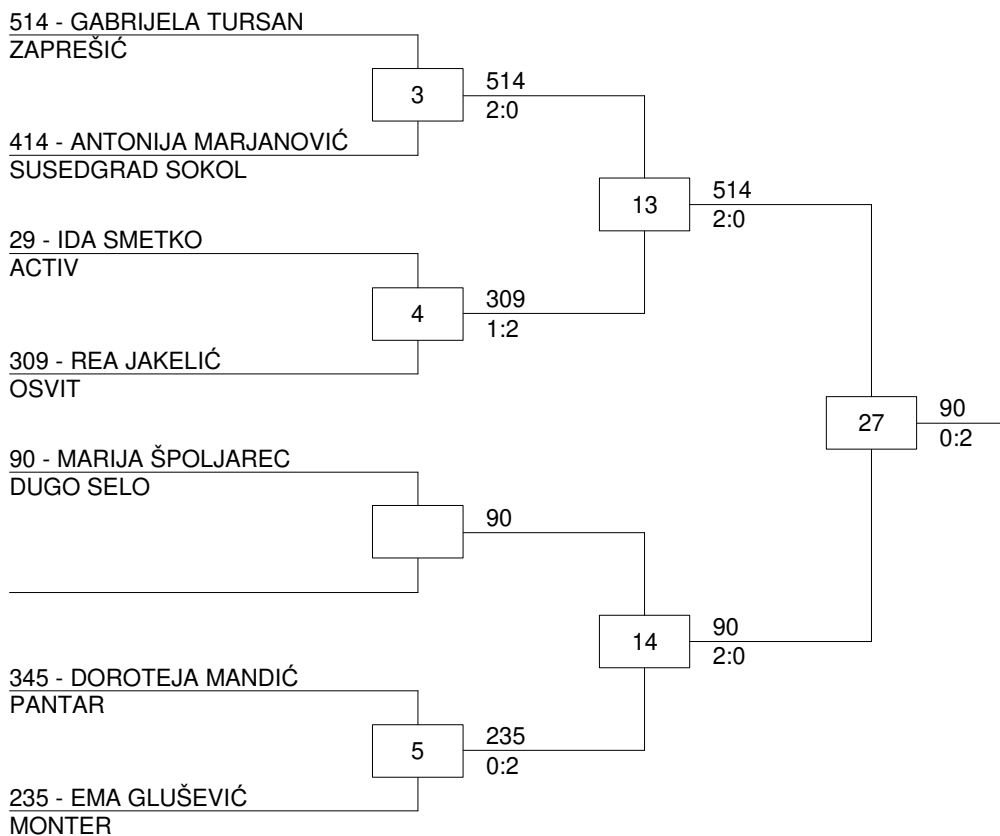 514 - GABRIJELA TURSAN
ZAPREŠIĆ
3
514
2:0
414 - ANTONIJA MARJANOVIĆ
SUSEDGRAD SOKOL
13
514
2:0
29 - IDA SMETKO
ACTIV
4
309
1:2
309 - REA JAKELIĆ
OSVIT
27
90
0:2
90 - MARIJA ŠPOLJAREC
DUGO SELO
90
14
90
2:0
345 - DOROTEJA MANDIĆ
PANTAR
5
235
0:2
235 - EMA GLUŠEVIĆ
MONTER